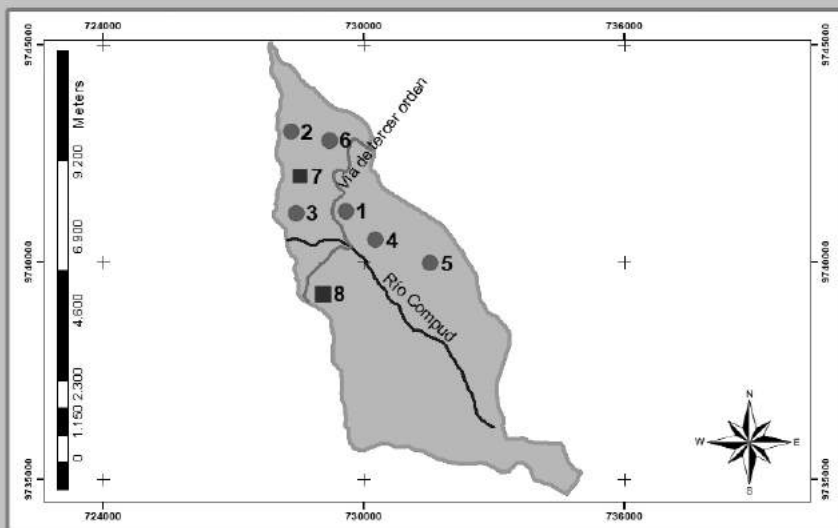 724000 730000 736000
9745000 9745000
Meters
9.200
6.900
4.600
2.300
1.150
0
Vía de tercer orden
2 6
7
3 1
4
5
8
Río Compud
9740000 9740000
N
W E
S
9735000 9735000
724000 730000 736000